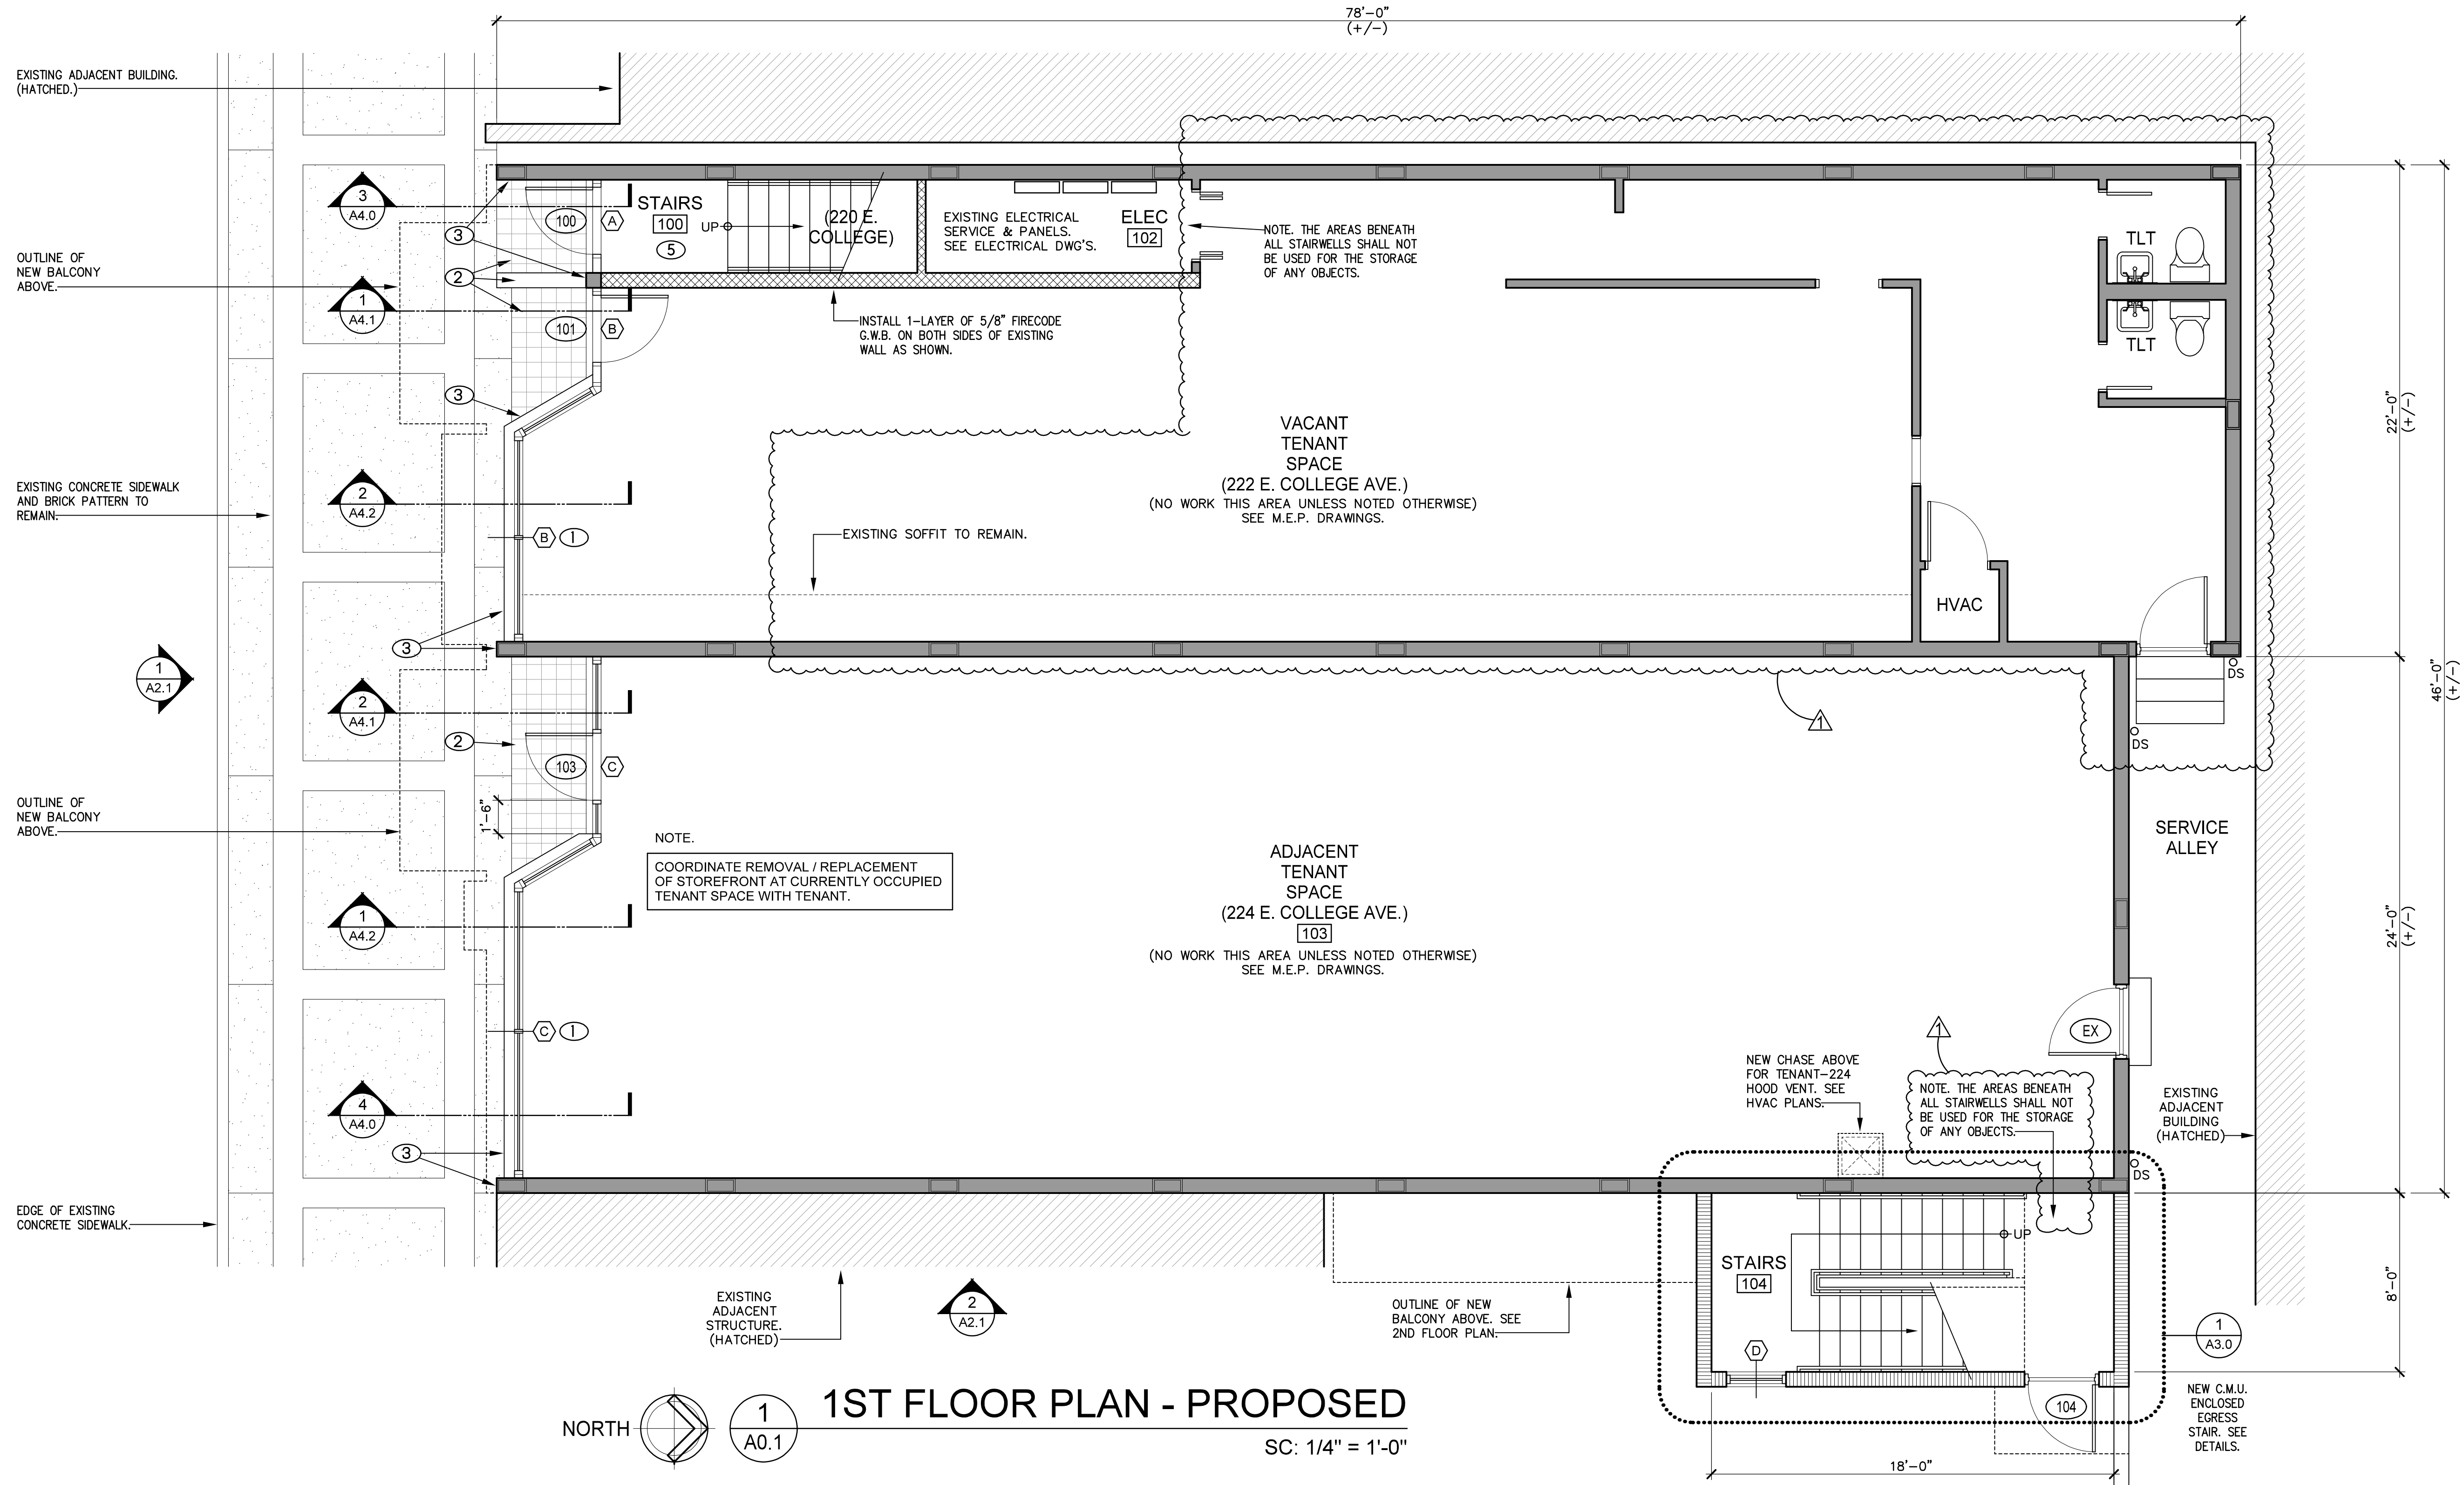 78'-0"
(+/-)
EXISTING ADJACENT BUILDING.
(HATCHED.)
3
A4.0
OUTLINE OF
NEW BALCONY
ABOVE.
1
A4.1
EXISTING CONCRETE SIDEWALK
AND BRICK PATTERN TO
REMAIN.
2
A4.2
1
A2.1
2
A4.1
OUTLINE OF
NEW BALCONY
ABOVE.
1
A4.2
4
A4.0
EDGE OF EXISTING
CONCRETE SIDEWALK.
3
2
3
3
2
3
100
A
101
B
B
1
103
C
1'-6"
C
1
STAIRS
100
5
UP
(220 E.
COLLEGE)
EXISTING ELECTRICAL
SERVICE & PANELS.
SEE ELECTRICAL DWG'S.
ELEC
102
NOTE. THE AREAS BENEATH
ALL STAIRWELLS SHALL NOT
BE USED FOR THE STORAGE
OF ANY OBJECTS.
INSTALL 1-LAYER OF 5/8" FIRECODE
G.W.B. ON BOTH SIDES OF EXISTING
WALL AS SHOWN.
TLT
TLT
VACANT
TENANT
SPACE
(222 E. COLLEGE AVE.)
(NO WORK THIS AREA UNLESS NOTED OTHERWISE)
SEE M.E.P. DRAWINGS.
EXISTING SOFFIT TO REMAIN.
HVAC
22'-0"
(+/-)
46'-0"
(+/-)
DS
DS
1
SERVICE
ALLEY
NOTE.
COORDINATE REMOVAL / REPLACEMENT
OF STOREFRONT AT CURRENTLY OCCUPIED
TENANT SPACE WITH TENANT.
ADJACENT
TENANT
SPACE
(224 E. COLLEGE AVE.)
103
(NO WORK THIS AREA UNLESS NOTED OTHERWISE)
SEE M.E.P. DRAWINGS.
24'-0"
(+/-)
EX
1
NEW CHASE ABOVE
FOR TENANT-224
HOOD VENT. SEE
HVAC PLANS.
NOTE. THE AREAS BENEATH
ALL STAIRWELLS SHALL NOT
BE USED FOR THE STORAGE
OF ANY OBJECTS.
EXISTING
ADJACENT
BUILDING
(HATCHED)
DS
UP
STAIRS
104
8'-0"
EXISTING
ADJACENT
STRUCTURE.
(HATCHED)
2
A2.1
OUTLINE OF NEW
BALCONY ABOVE. SEE
2ND FLOOR PLAN.
D
1
A3.0
104
NEW C.M.U.
ENCLOSED
EGRESS
STAIR. SEE
DETAILS.
18'-0"
NORTH
1
A0.1
1ST FLOOR PLAN - PROPOSED
SC: 1/4" = 1'-0"